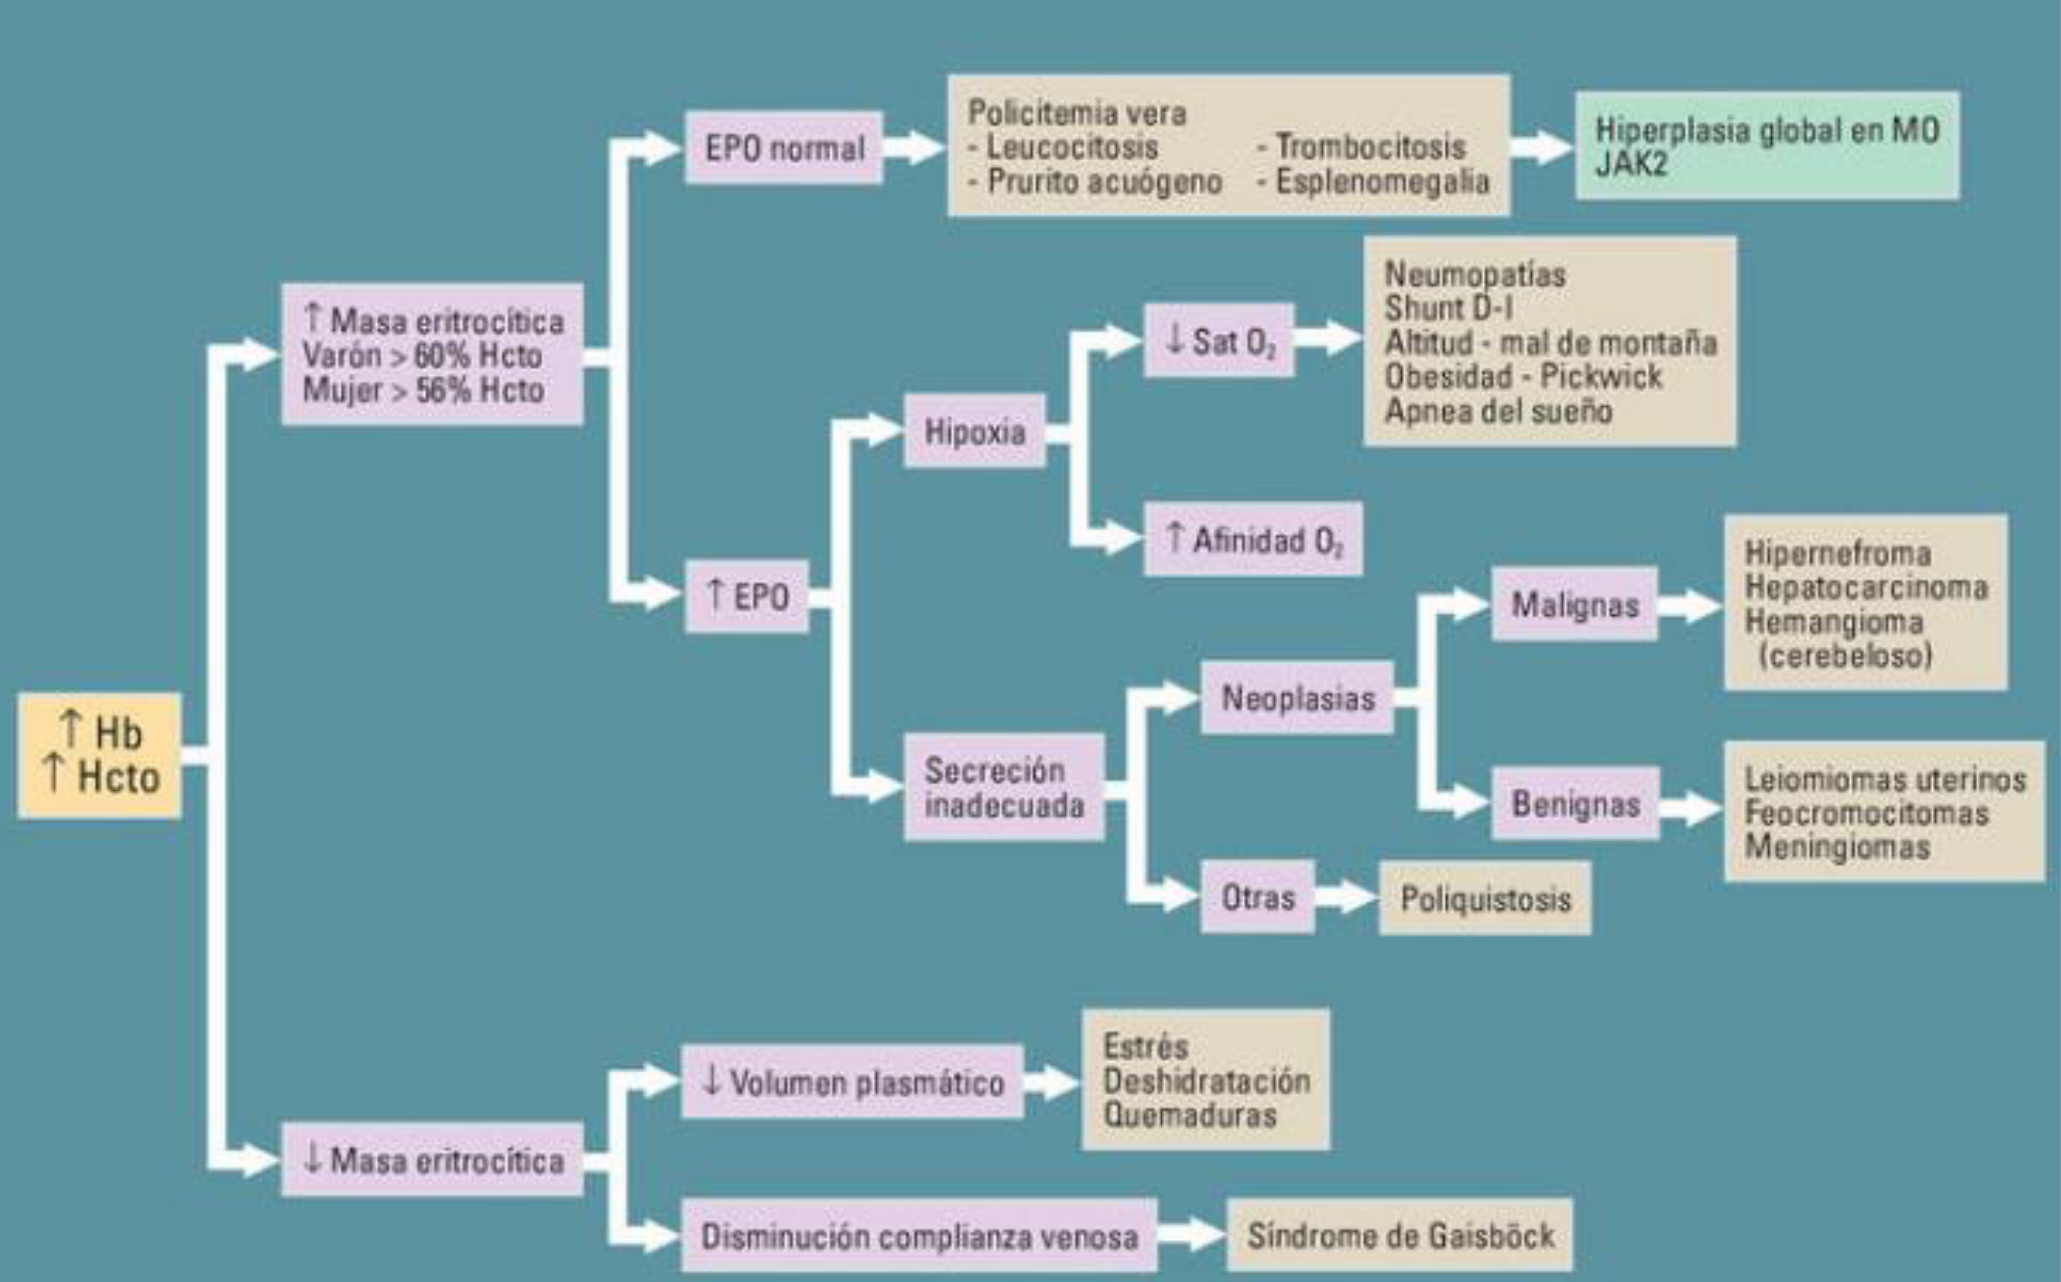 EPO normal
Policitemia vera
- Leucocitosis - Trombocitosis
- Prurito acuógeno - Esplenomegalia
Hiperplasia global en MO
JAK2
↑ Masa eritrocítica
Varón > 60% Hcto
Mujer > 56% Hcto
Hipoxia
↓ Sat O₂
Neumopatías
Shunt D-I
Altitud - mal de montaña
Obesidad - Pickwick
Apnea del sueño
↑ Afinidad O₂
↑ EPO
Malignas
Hipernefroma
Hepatocarcinoma
Hemangioma
(cerebeloso)
Neoplasias
↑ Hb
↑ Hcto
Secreción
inadecuada
Benignas
Leiomiomas uterinos
Feocromocitomas
Meningiomas
Otras
Poliquistosis
↓ Volumen plasmático
Estrés
Deshidratación
Quemaduras
↓ Masa eritrocítica
Disminución complianza venosa
Síndrome de Gaisböck